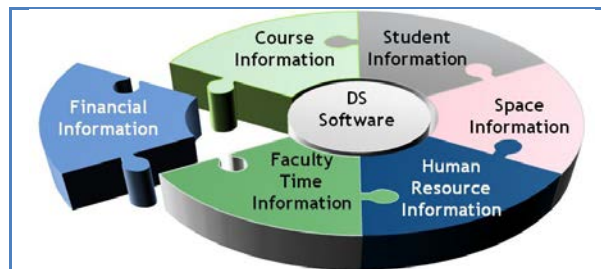 Course
Information
Student
Information
Financial
Information
DS
Software
Space
Information
Faculty
Time
Information
Human
Resource
Information